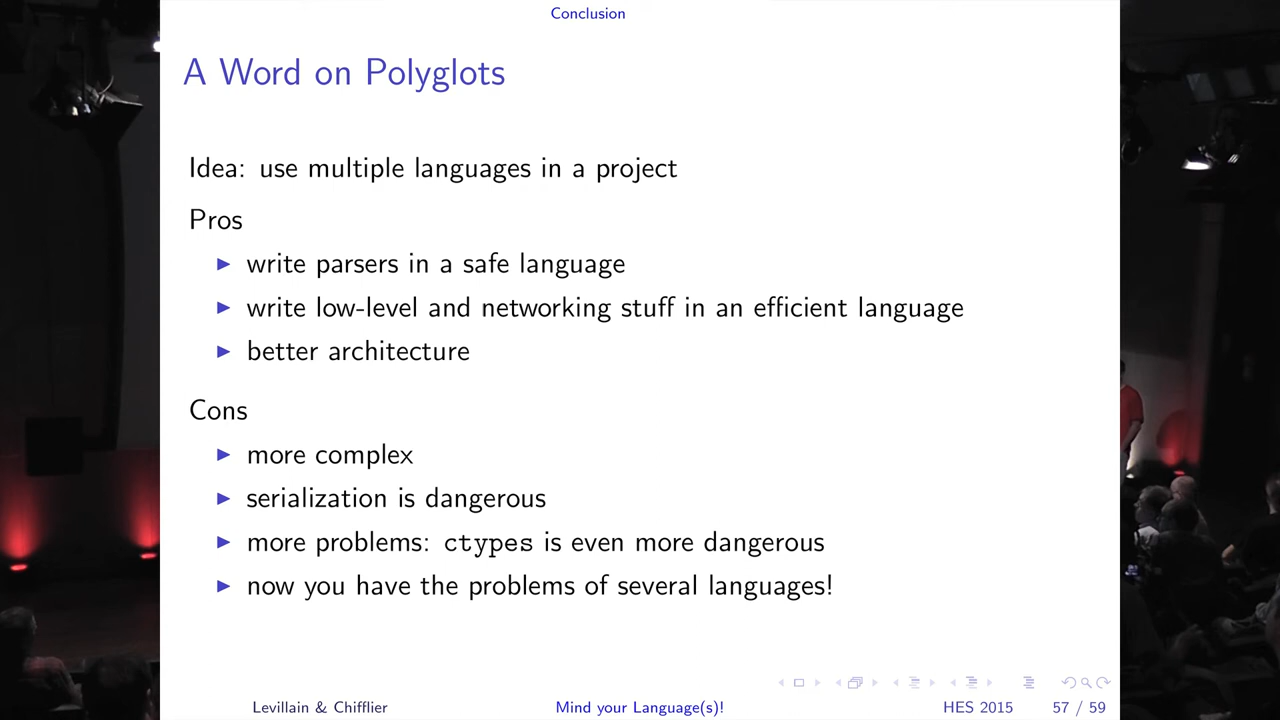 Conclusion
A Word on Polyglots
Idea: use multiple languages in a project
Pros
write parsers in a safe language
write low-level and networking stuff in an efficient language
better architecture
Cons
more complex
serialization is dangerous
more problems: ctypes is even more dangerous
now you have the problems of several languages!
Levillain & Chifflier
Mind your Language(s)!
HES 2015
57 / 59